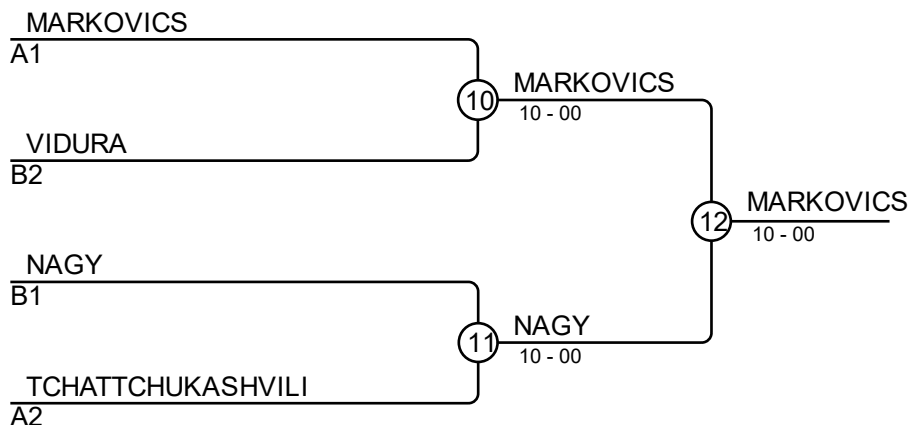 MARKOVICS
A1
10
MARKOVICS
10 - 00
VIDURA
B2
12
MARKOVICS
10 - 00
NAGY
B1
11
NAGY
10 - 00
TCHATTCHUKASHVILI
A2